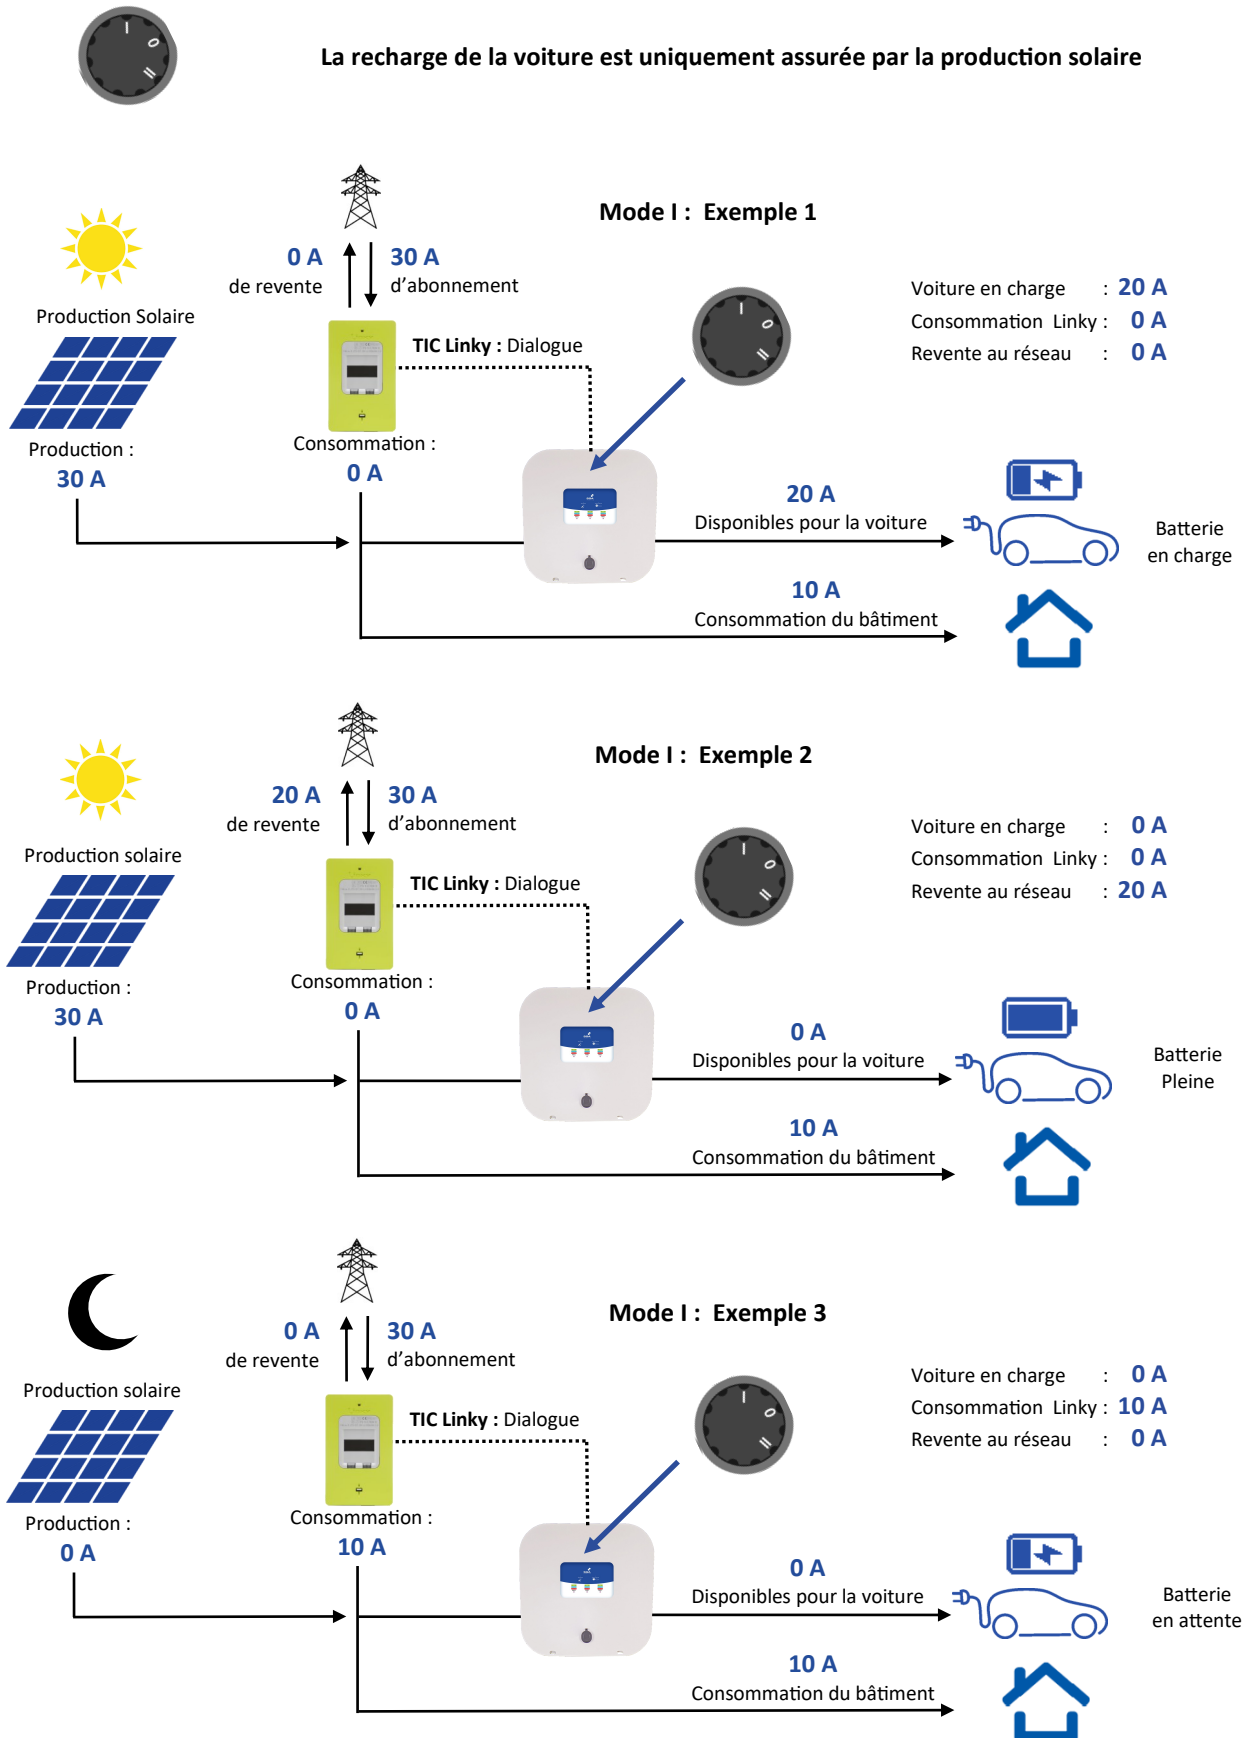 La recharge de la voiture est uniquement assurée par la production solaire
Mode I : Exemple 1
0 A
de revente
30 A
d’abonnement
Production Solaire
TIC Linky : Dialogue
Voiture en charge : 20 A
Consommation Linky : 0 A
Revente au réseau : 0 A
Production :
30 A
Consommation :
0 A
20 A
Disponibles pour la voiture
Batterie
en charge
10 A
Consommation du bâtiment
Mode I : Exemple 2
20 A
de revente
30 A
d’abonnement
Production solaire
TIC Linky : Dialogue
Voiture en charge : 0 A
Consommation Linky : 0 A
Revente au réseau : 20 A
Production :
30 A
Consommation :
0 A
0 A
Disponibles pour la voiture
Batterie
Pleine
10 A
Consommation du bâtiment
Mode I : Exemple 3
0 A
de revente
30 A
d’abonnement
Production solaire
TIC Linky : Dialogue
Voiture en charge : 0 A
Consommation Linky : 10 A
Revente au réseau : 0 A
Production :
0 A
Consommation :
10 A
0 A
Disponibles pour la voiture
Batterie
en attente
10 A
Consommation du bâtiment